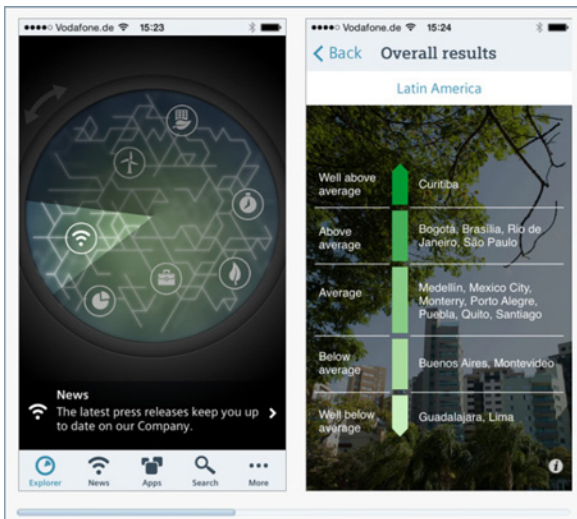 Vodafone.de 15:23
News
The latest press releases keep you up
to date on our Company.
Explorer News Apps Search More
Vodafone.de 15:24
Back Overall results
Latin America
Well above
average
Curitiba
Above
average
Bogotá, Brasília, Rio de
Janeiro, São Paulo
Average
Medellín, Mexico City,
Monterry, Porto Alegre,
Puebla, Quito, Santiago
Below
average
Buenos Aires, Montevideo
Well below
average
Guadalajara, Lima
i